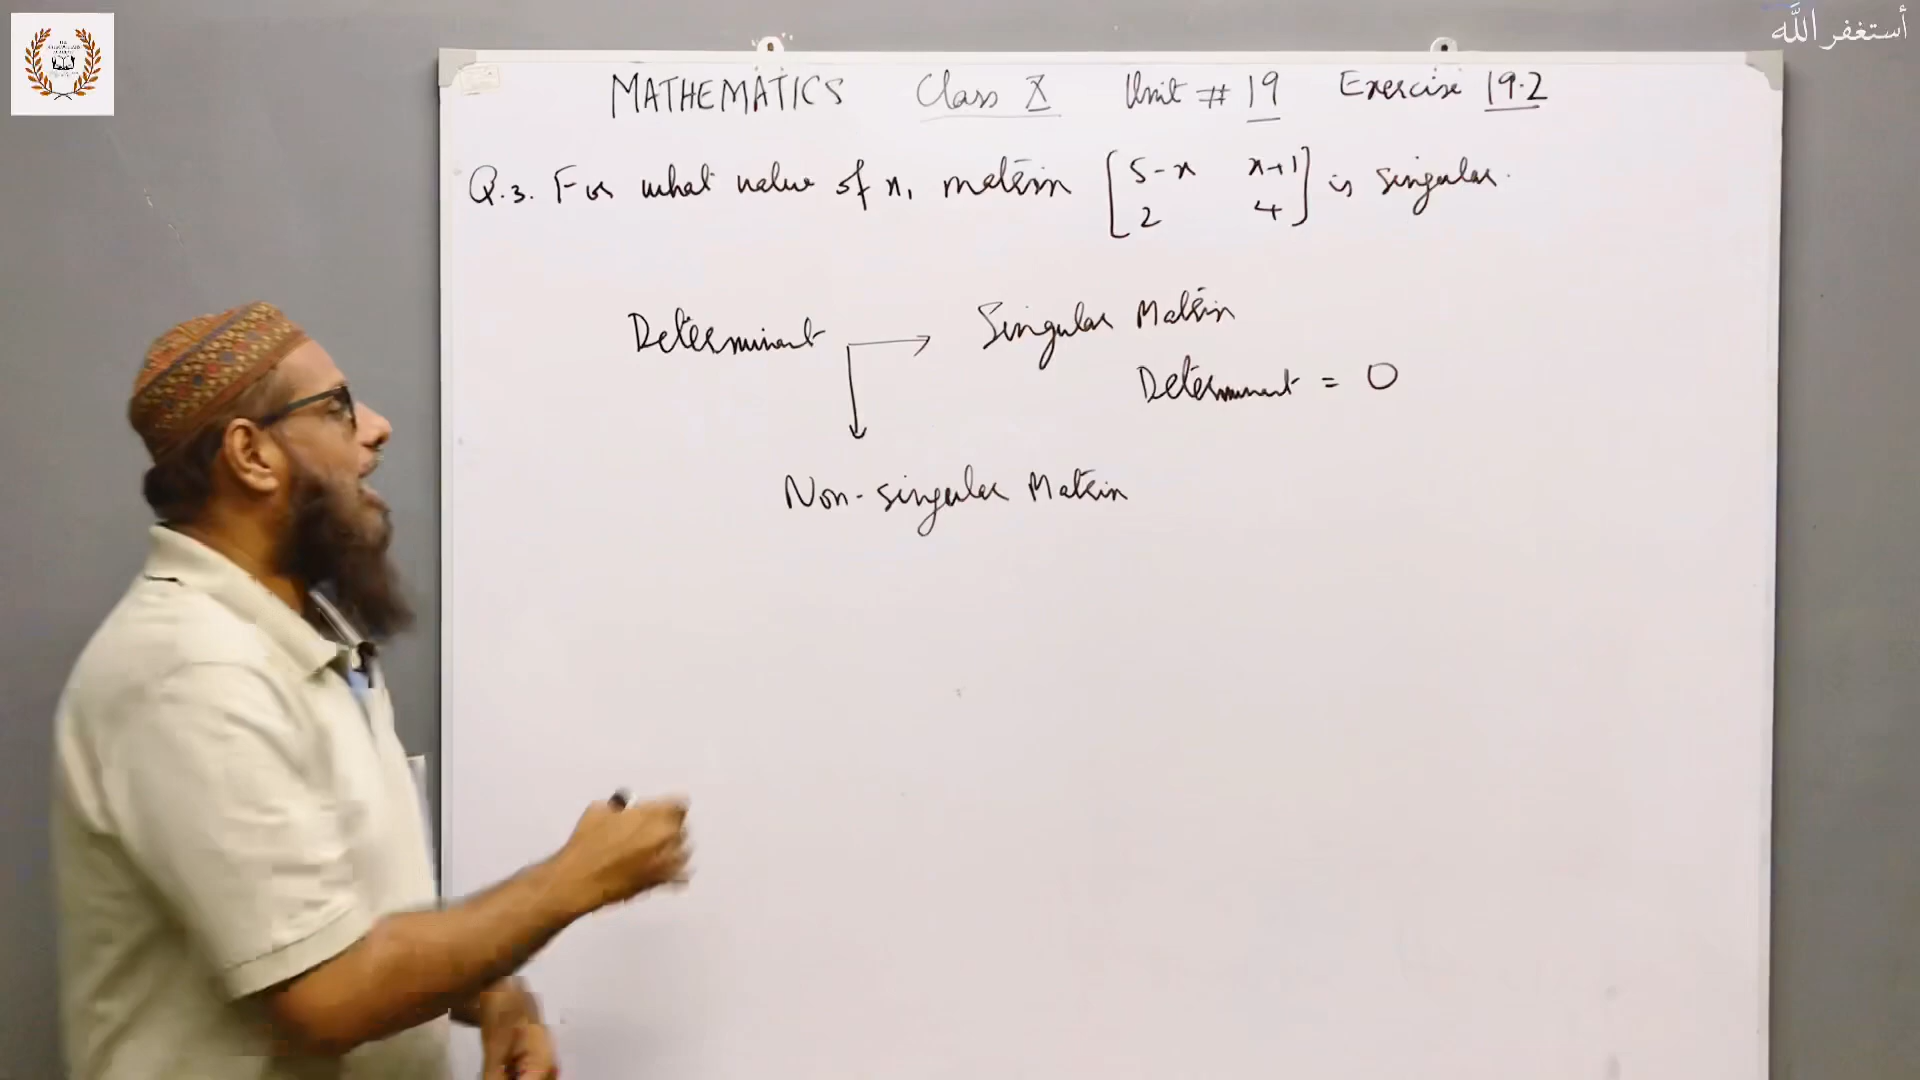 أستغفر الله
MATHEMATICS Class X Unit # 19 Exercise 19.2
Q.3. For what value of x, matrix [5-x x+1] is singular.
2 4
Determinant → Singular Matrix
Determinant = 0
Non-singular Matrix